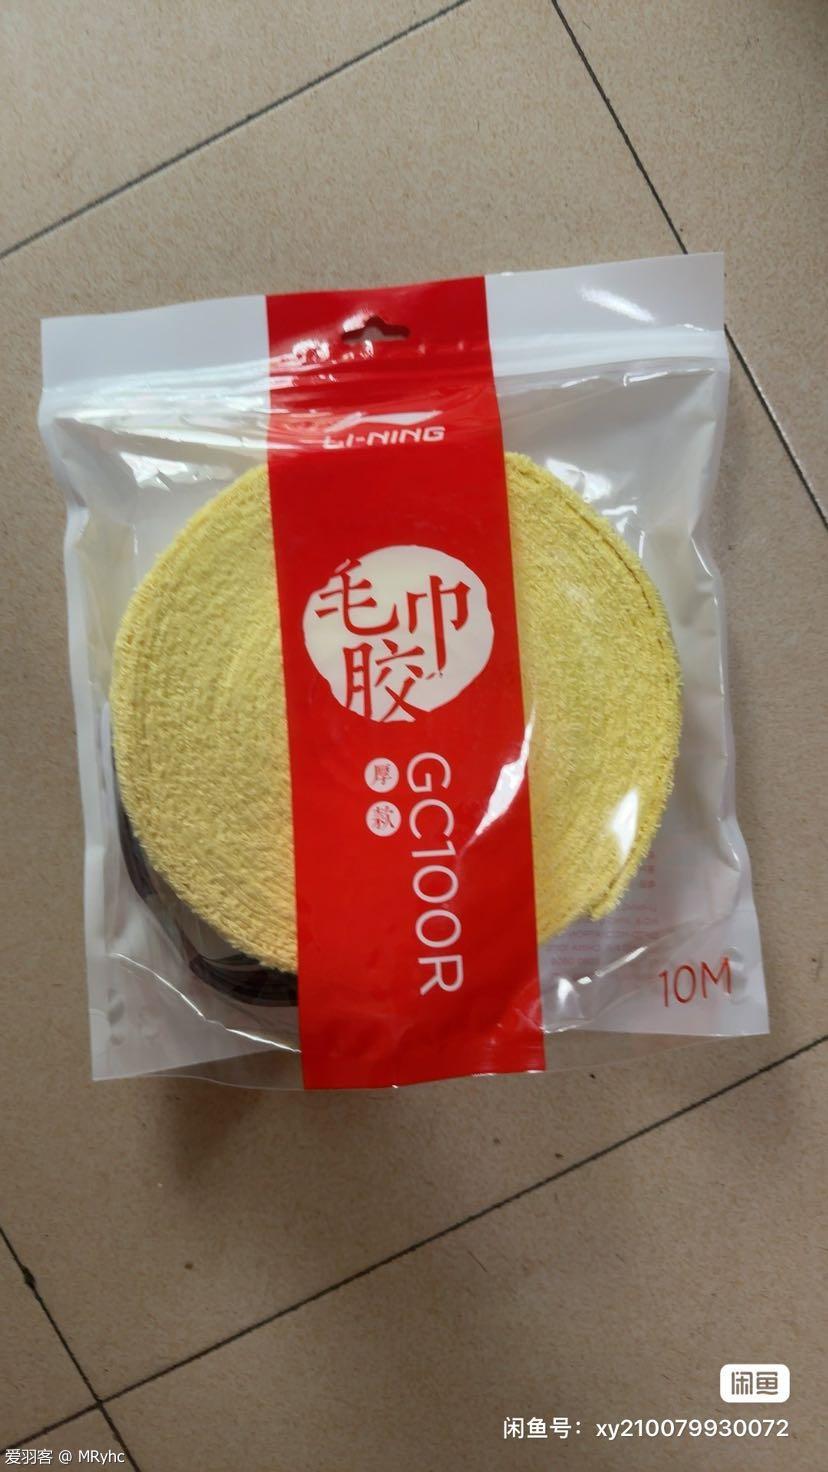 LI-NING
毛巾
胶
厚款
GC100R
10M
闲鱼
闲鱼号：xy210079930072
爱羽客 @ MRyhc